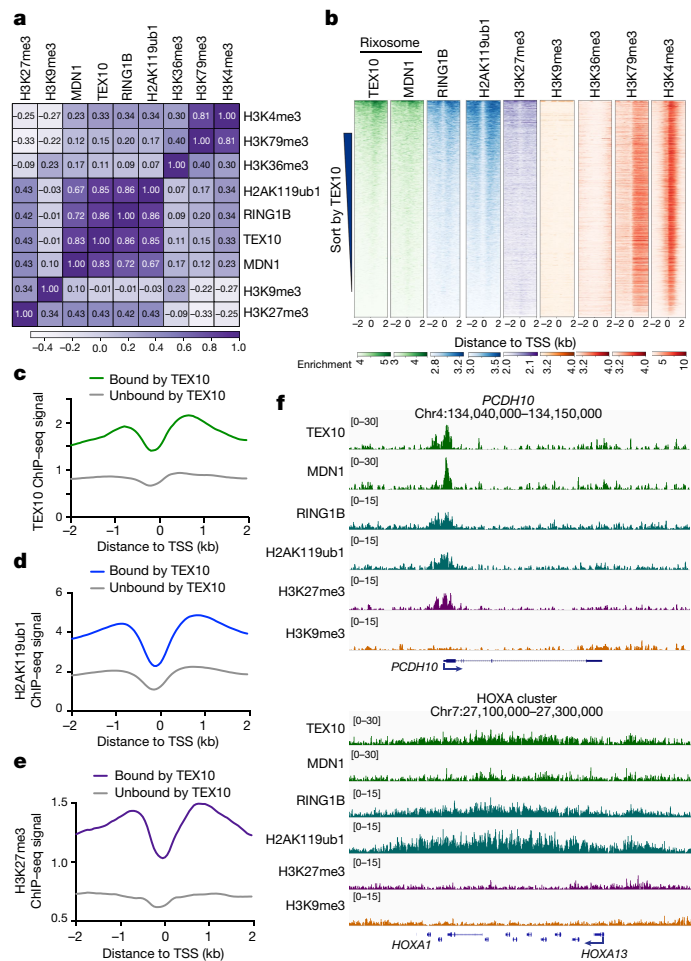 a
H3K27me3 H3K9me3 MDN1 TEX10 RING1B H2AK119ub1 H3K36me3 H3K79me3 H3K4me3
−0.25 −0.27 0.23 0.33 0.34 0.34 0.30 0.81 1.00 H3K4me3
−0.33 −0.22 0.12 0.15 0.20 0.17 0.40 1.00 0.81 H3K79me3
−0.09 0.23 0.17 0.11 0.09 0.07 1.00 0.40 0.30 H3K36me3
0.43 −0.03 0.67 0.85 0.86 1.00 0.07 0.17 0.34 H2AK119ub1
0.42 −0.01 0.72 0.86 1.00 0.86 0.09 0.20 0.34 RING1B
0.43 −0.01 0.83 1.00 0.86 0.85 0.11 0.15 0.33 TEX10
0.43 0.10 1.00 0.83 0.72 0.67 0.17 0.12 0.23 MDN1
0.34 1.00 0.10 −0.01 −0.01 −0.03 0.23 −0.22 −0.27 H3K9me3
1.00 0.34 0.43 0.43 0.42 0.43 −0.09 −0.33 −0.25 H3K27me3
−0.4 −0.2 0.0 0.2 0.4 0.6 0.8 1.0
b
Rixosome
TEX10 MDN1 RING1B H2AK119ub1 H3K27me3 H3K9me3 H3K36me3 H3K79me3 H3K4me3
Sort by TEX10
−2 0 2 −2 0 2 −2 0 2 −2 0 2 −2 0 2 −2 0 2 −2 0 2 −2 0 2 −2 0 2
Distance to TSS (kb)
Enrichment
4 5 4 5 2.8 3.2 3.0 3.5 2.0 2.1 3.2 4.0 3.2 4.0 3.2 4.0 5 10
c
Bound by TEX10
Unbound by TEX10
TEX10 ChIP–seq signal
2
1
0
−2 −1 0 1 2
Distance to TSS (kb)
d
Bound by TEX10
Unbound by TEX10
H2AK119ub1
ChIP–seq signal
6
4
2
0
−2 −1 0 1 2
Distance to TSS (kb)
e
Bound by TEX10
Unbound by TEX10
H3K27me3
ChIP–seq signal
1.5
1.0
0.5
−2 −1 0 1 2
Distance to TSS (kb)
f
PCDH10
Chr4:134,040,000–134,150,000
TEX10 [0–30]
MDN1 [0–30]
RING1B [0–15]
H2AK119ub1 [0–15]
H3K27me3 [0–15]
H3K9me3 [0–15]
PCDH10
HOXA cluster
Chr7:27,100,000–27,300,000
TEX10 [0–30]
MDN1 [0–30]
RING1B [0–15]
H2AK119ub1 [0–15]
H3K27me3 [0–15]
H3K9me3 [0–15]
HOXA1
HOXA13